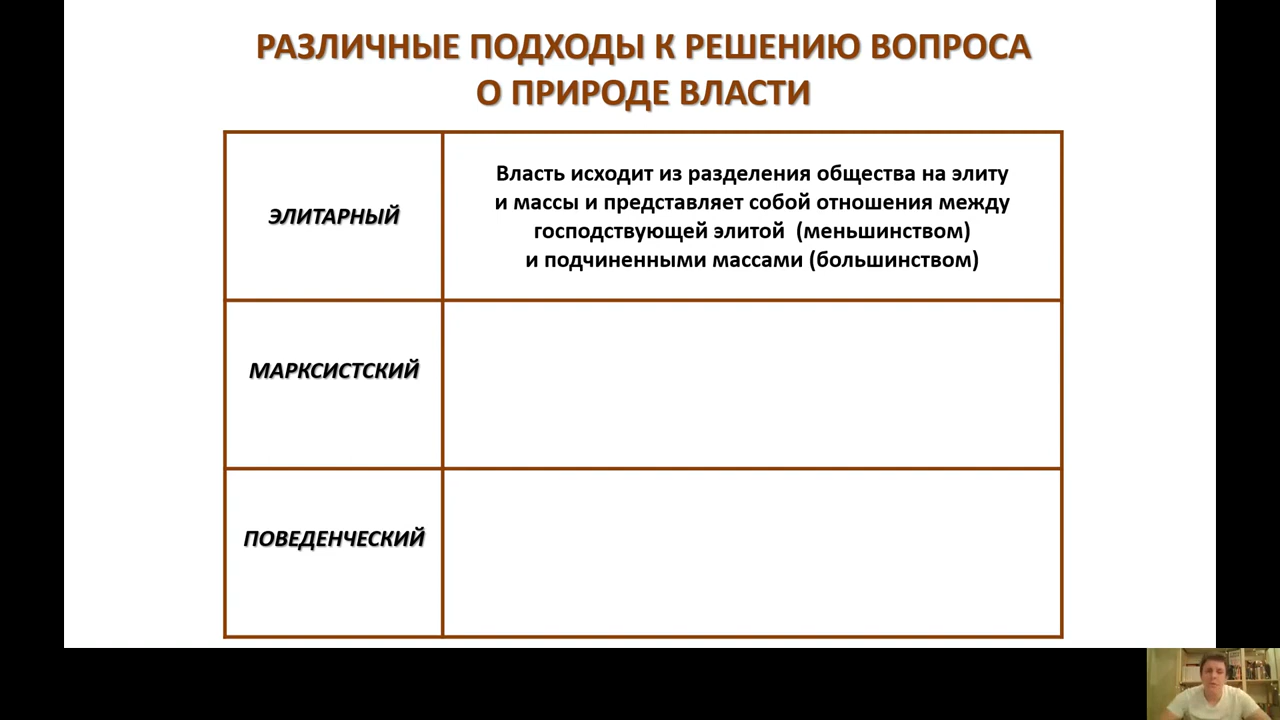 РАЗЛИЧНЫЕ ПОДХОДЫ К РЕШЕНИЮ ВОПРОСА
О ПРИРОДЕ ВЛАСТИ
ЭЛИТАРНЫЙ
Власть исходит из разделения общества на элиту
и массы и представляет собой отношения между
господствующей элитой (меньшинством)
и подчиненными массами (большинством)
МАРКСИСТСКИЙ
ПОВЕДЕНЧЕСКИЙ